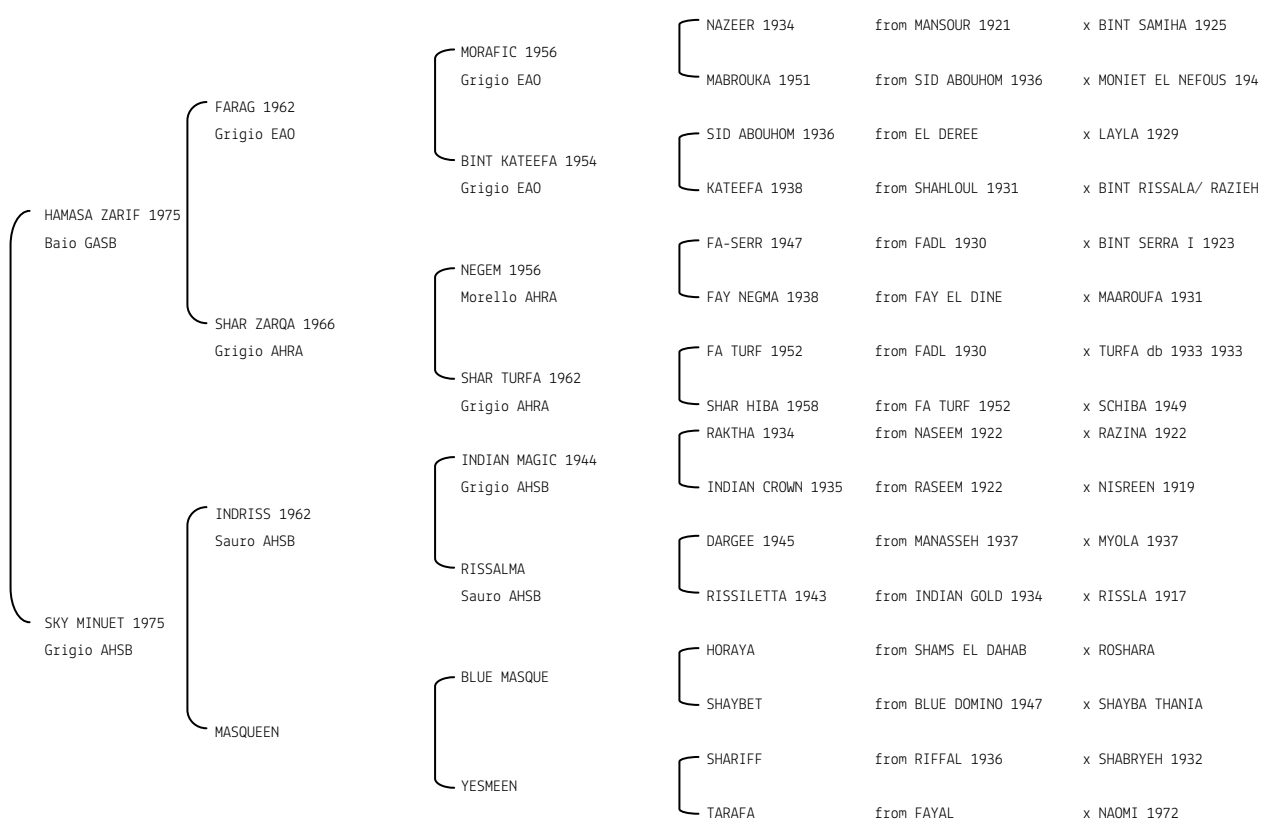 NAZEER 1934 from MANSOUR 1921 x BINT SAMIHA 1925
MORAFIC 1956
Grigio EAO
MABROUKA 1951 from SID ABOUHOM 1936 x MONIET EL NEFOUS 194
FARAG 1962
Grigio EAO
SID ABOUHOM 1936 from EL DEREE x LAYLA 1929
BINT KATEEFA 1954
Grigio EAO
KATEEFA 1938 from SHAHLOUL 1931 x BINT RISSALA/ RAZIEH
HAMASA ZARIF 1975
Baio GASB
FA-SERR 1947 from FADL 1930 x BINT SERRA I 1923
NEGEM 1956
Morello AHRA
FAY NEGMA 1938 from FAY EL DINE x MAAROUFA 1931
SHAR ZARQA 1966
Grigio AHRA
FA TURF 1952 from FADL 1930 x TURFA db 1933 1933
SHAR TURFA 1962
Grigio AHRA
SHAR HIBA 1958 from FA TURF 1952 x SCHIBA 1949
RAKTHA 1934 from NASEEM 1922 x RAZINA 1922
INDIAN MAGIC 1944
Grigio AHSB
INDIAN CROWN 1935 from RASEEM 1922 x NISREEN 1919
INDRISS 1962
Sauro AHSB
DARGEE 1945 from MANASSEH 1937 x MYOLA 1937
RISSALMA
Sauro AHSB
RISSILETTA 1943 from INDIAN GOLD 1934 x RISSLA 1917
SKY MINUET 1975
Grigio AHSB
HORAYA from SHAMS EL DAHAB x ROSHARA
BLUE MASQUE
SHAYBET from BLUE DOMINO 1947 x SHAYBA THANIA
MASQUEEN
SHARIFF from RIFFAL 1936 x SHABRYEH 1932
YESMEEN
TARAFA from FAYAL x NAOMI 1972